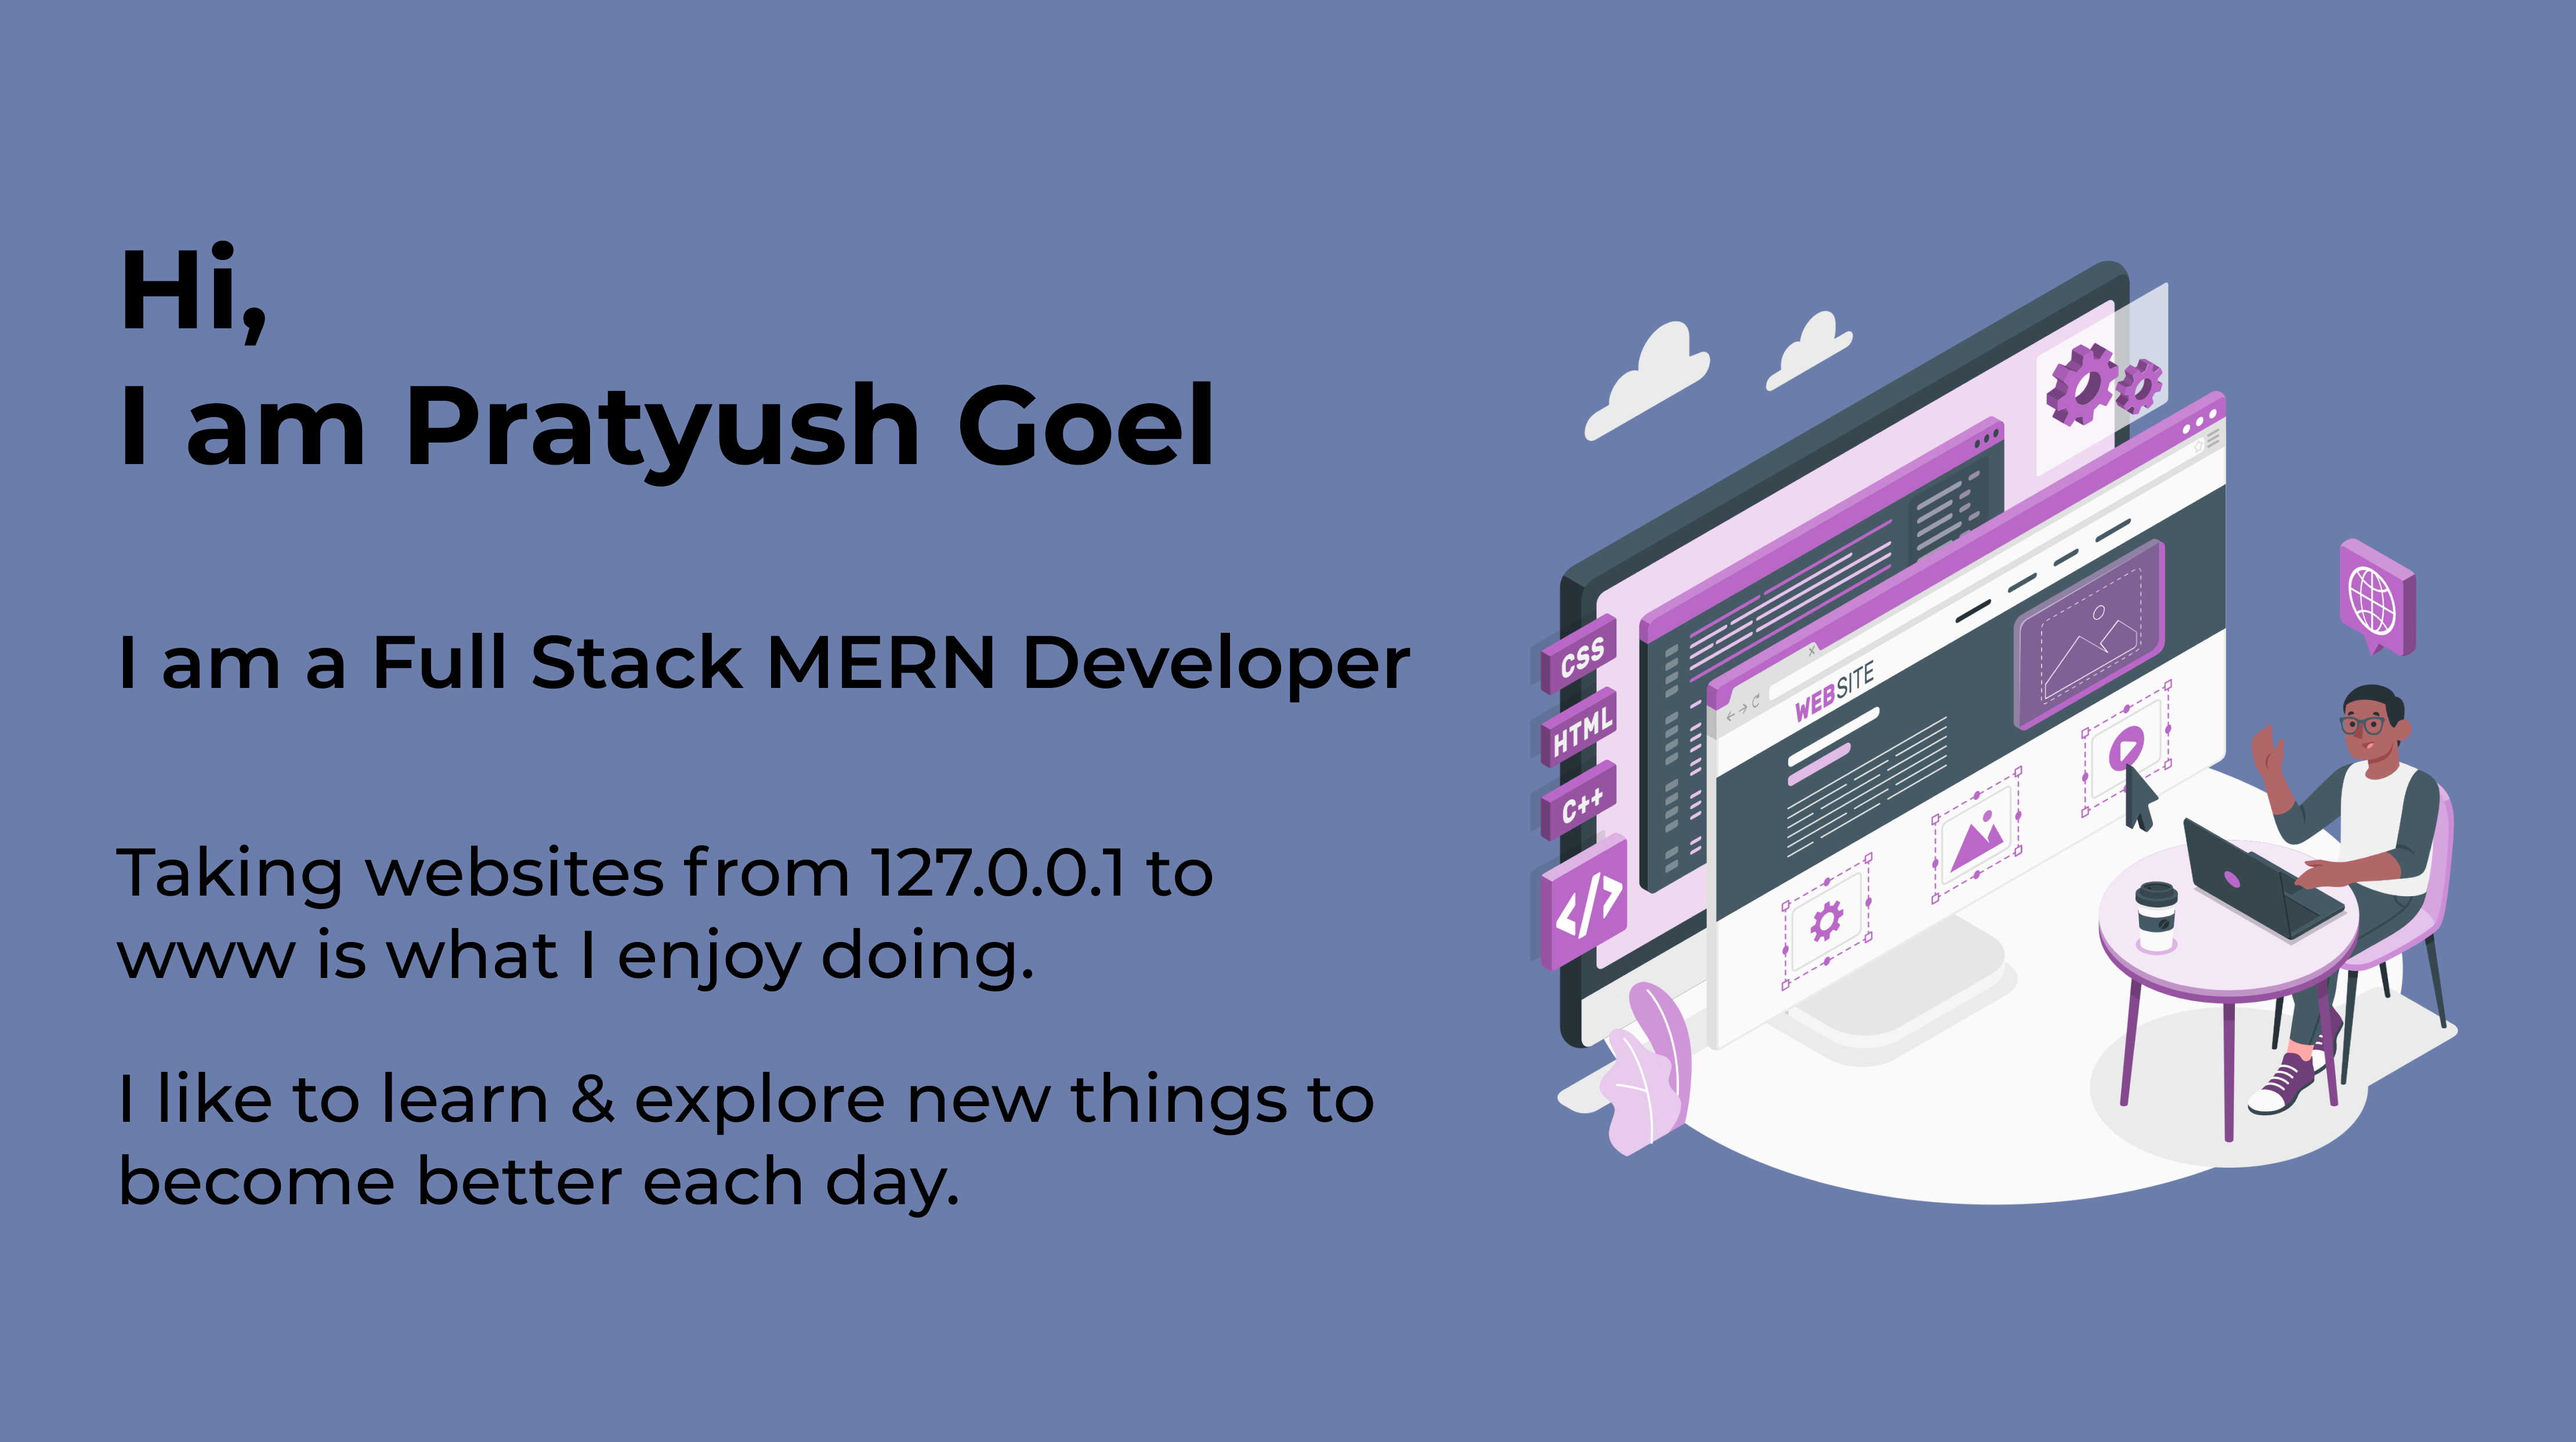 Hi,
I am Pratyush Goel
I am a Full Stack MERN Developer
Taking websites from 127.0.0.1 to
www is what I enjoy doing.
I like to learn & explore new things to
become better each day.
CSS
HTML
C++
</>
WEBSITE